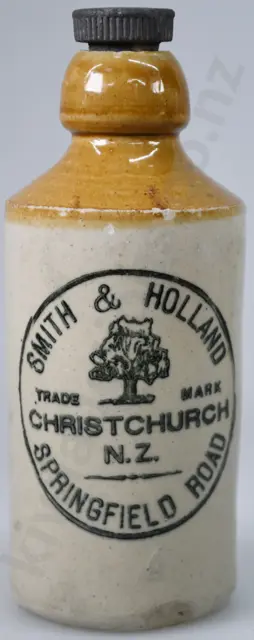 SMITH & HOLLAND
TRADE MARK
CHRISTCHURCH
N.Z.
SPRINGFIELD ROAD